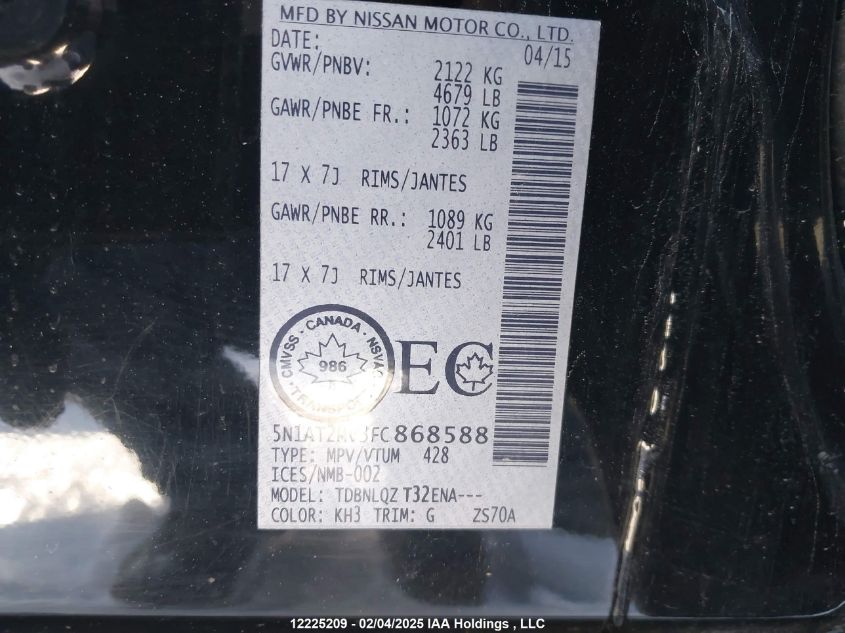 MFD BY NISSAN MOTOR CO., LTD.
DATE: 04/15
GVWR/PNBV: 2122 KG
4679 LB
GAWR/PNBE FR.: 1072 KG
2363 LB
17 X 7J RIMS/JANTES
GAWR/PNBE RR.: 1089 KG
2401 LB
17 X 7J RIMS/JANTES
CMVSS - CANADA - NSVAC
986
EC
868588
TYPE: MPV/VTUM 428
ICES/NMB-002
MODEL: TDBNLQZ T32ENA---
COLOR: KH3 TRIM: G ZS70A
12225209 - 02/04/2025 IAA Holdings , LLC